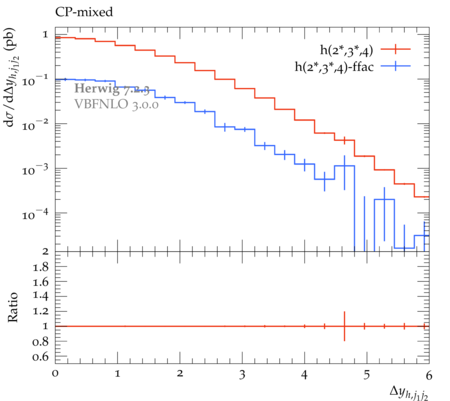 CP-mixed
dσ/dΔy_{h,j₁j₂} (pb)
1
10⁻¹
10⁻²
10⁻³
10⁻⁴
h(2*,3*,4)
h(2*,3*,4)-ffac
VBFNLO 3.0.0
Herwig
Ratio
2
1.8
1.6
1.4
1.2
1
0.8
0.6
0 1 2 3 4 5 6
Δy_{h,j₁j₂}